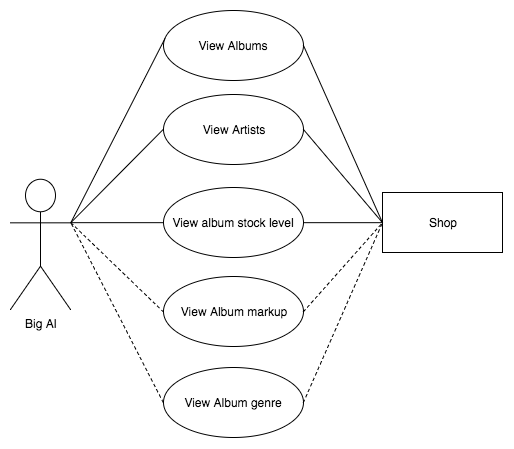 View Albums
View Artists
View album stock level
Shop
View Album markup
Big Al
View Album genre